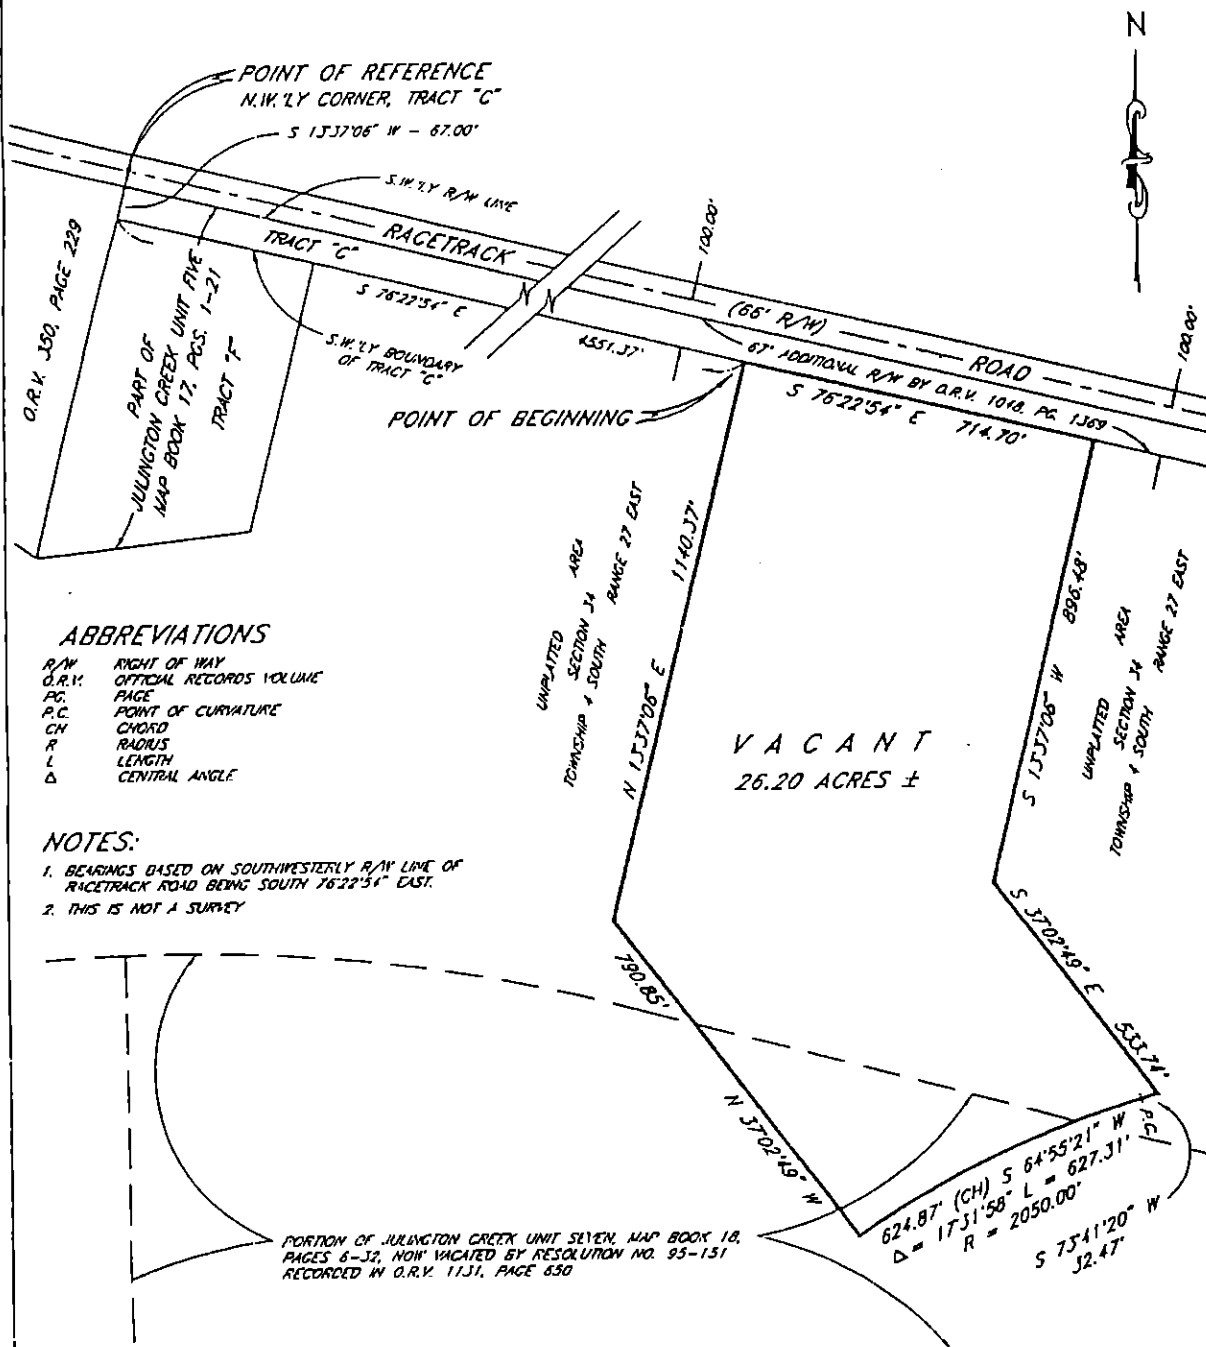 N
POINT OF REFERENCE
N.W.'LY CORNER, TRACT "C"
S 13°37'06" W - 67.00'
S.W.'LY R/W LINE
RACETRACK
TRACT "C"
S 76°22'54" E
4551.37'
100.00'
(66' R/W)
ROAD
100.00'
67' ADDITIONAL R/W BY O.R.V. 1018, PG. 1369
S 76°22'54" E 714.70'
O.R.V. 350, PAGE 229
PART OF
JULINGTON CREEK UNIT FIVE
MAP BOOK 17, PGS. 1-21
TRACT "F"
S.W.'LY BOUNDARY
OF TRACT "C"
POINT OF BEGINNING
N 13°37'06" E 1140.37'
UNPLATTED AREA
SECTION 34
TOWNSHIP 4 SOUTH RANGE 27 EAST
VACANT
26.20 ACRES ±
S 13°37'06" W 896.48'
UNPLATTED AREA
SECTION 34
TOWNSHIP 4 SOUTH RANGE 27 EAST
ABBREVIATIONS
R/W RIGHT OF WAY
O.R.V. OFFICIAL RECORDS VOLUME
PG. PAGE
P.C. POINT OF CURVATURE
CH CHORD
R RADIUS
L LENGTH
Δ CENTRAL ANGLE
NOTES:
1. BEARINGS BASED ON SOUTHWESTERLY R/W LINE OF
RACETRACK ROAD BEING SOUTH 76°22'54" EAST.
2. THIS IS NOT A SURVEY
790.85'
N 37°02'49" W
S 37°02'49" E
533.74'
P.C.
624.87' (CH) S 64°55'21" W
Δ = 17°31'58" L = 627.31'
R = 2050.00'
S 73°41'20" W
32.47'
PORTION OF JULINGTON CREEK UNIT SEVEN, MAP BOOK 18,
PAGES 6-32, NOW VACATED BY RESOLUTION NO. 95-151
RECORDED IN O.R.V. 1131, PAGE 650